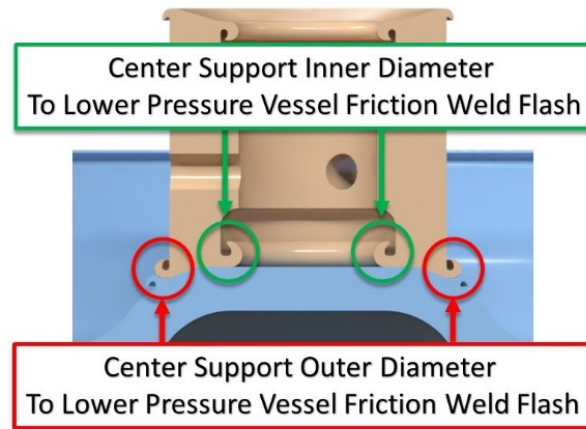 Center Support Inner Diameter
To Lower Pressure Vessel Friction Weld Flash
Center Support Outer Diameter
To Lower Pressure Vessel Friction Weld Flash